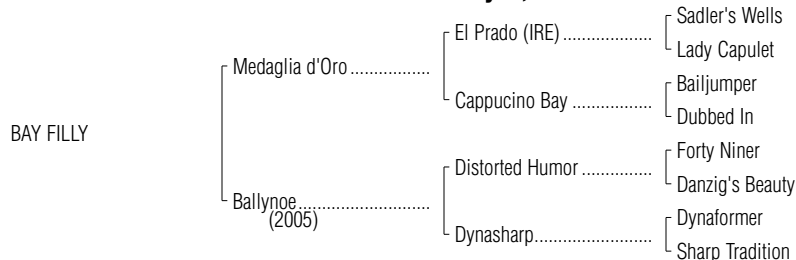 Sadler's Wells
El Prado (IRE) ..................
Lady Capulet
Medaglia d'Oro .................
Bailjumper
Cappucino Bay ................
Dubbed In
BAY FILLY
Forty Niner
Distorted Humor ..............
Danzig's Beauty
Ballynoe...........................
(2005)
Dynaformer
Dynasharp.......................
Sharp Tradition